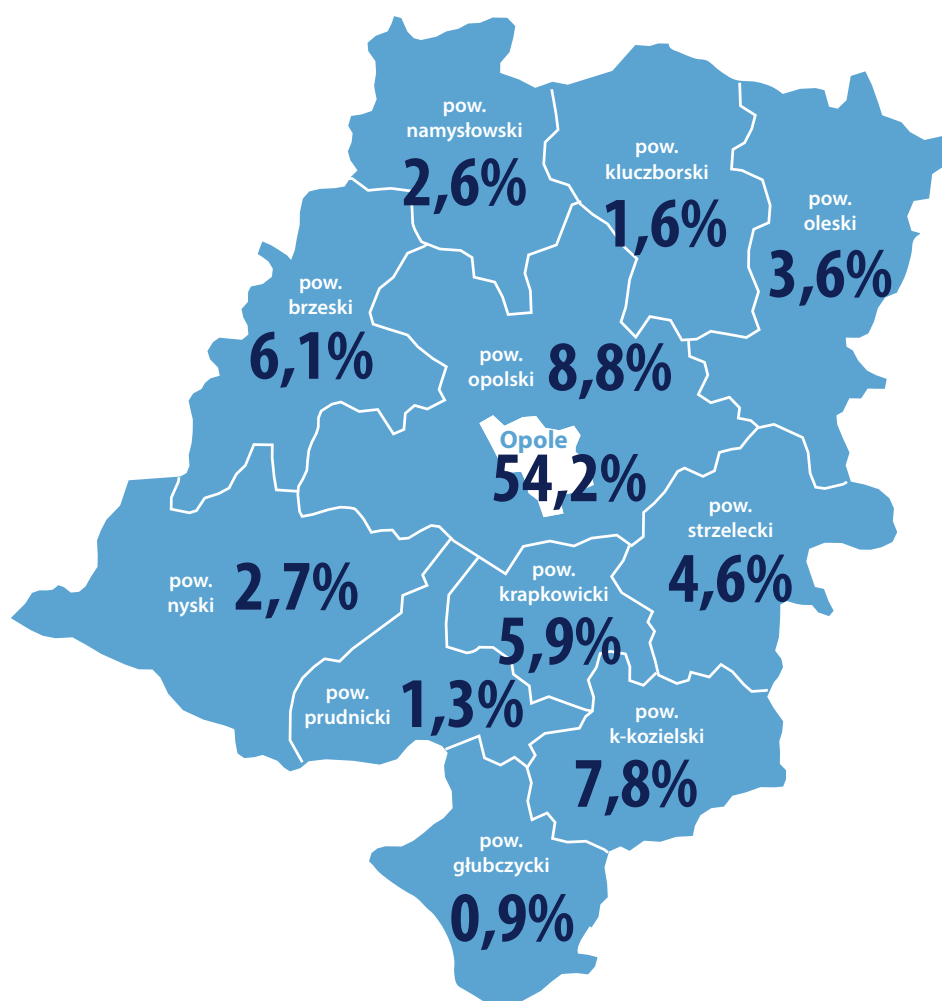 pow.
namysłowski
2,6%
pow.
kluczborski
1,6%
pow.
oleski
3,6%
pow.
brzeski
6,1%
pow.
opolski
8,8%
Opole
54,2%
pow.
strzelecki
4,6%
pow.
nyski
2,7%
pow.
krapkowicki
5,9%
pow.
prudnicki
1,3%
pow.
k-kozielski
7,8%
pow.
głubczycki
0,9%